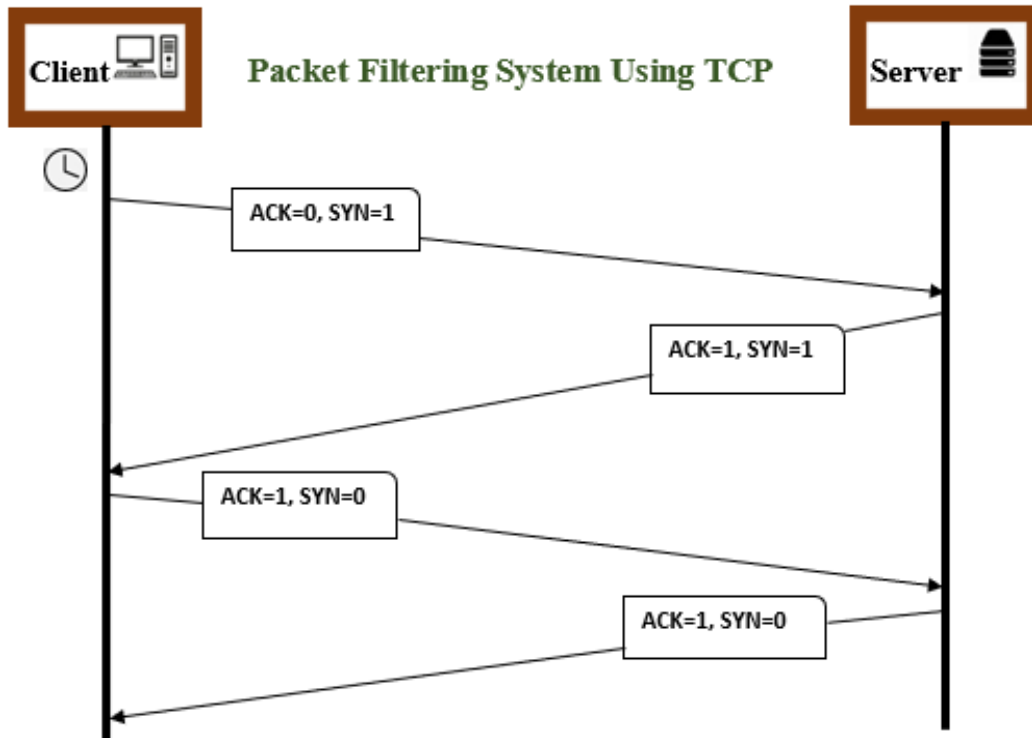 Client
Packet Filtering System Using TCP
Server
ACK=0, SYN=1
ACK=1, SYN=1
ACK=1, SYN=0
ACK=1, SYN=0